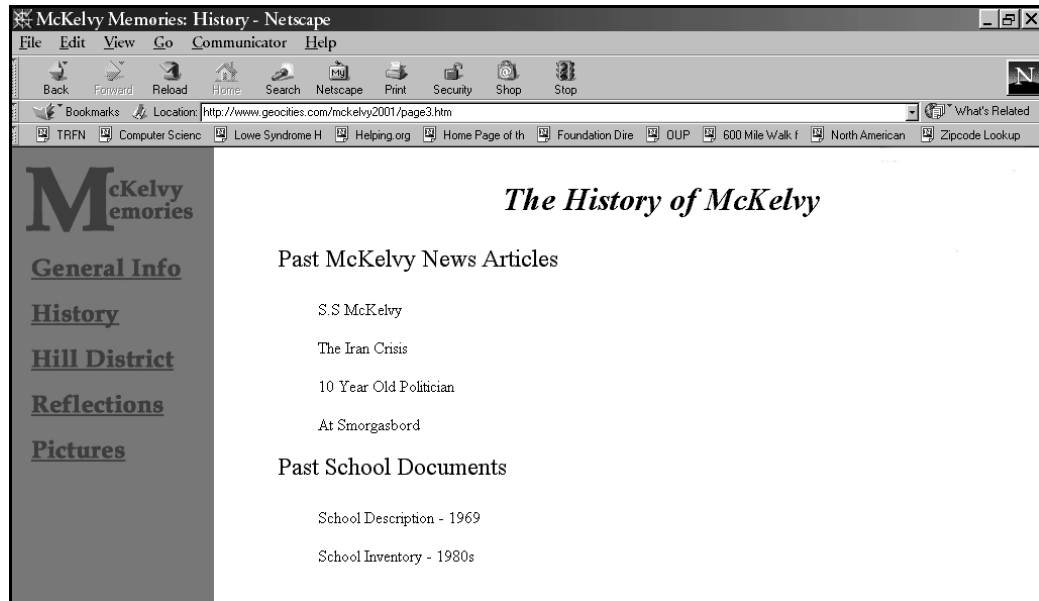 McKelvy Memories: History - Netscape
File Edit View Go Communicator Help
My N
Back Forward Reload Home Search Netscape Print Security Shop Stop
Bookmarks Location: http://www.geocities.com/mckelvy2001/page3.htm What's Related
TRFN Computer Scienc Lowe Syndrome H Helping.org Home Page of th Foundation Dire OUP 600 Mile Walk f North American Zipcode Lookup
McKelvy
Memories
General Info
History
Hill District
Reflections
Pictures
The History of McKelvy
Past McKelvy News Articles
S.S McKelvy
The Iran Crisis
10 Year Old Politician
At Smorgasbord
Past School Documents
School Description - 1969
School Inventory - 1980s